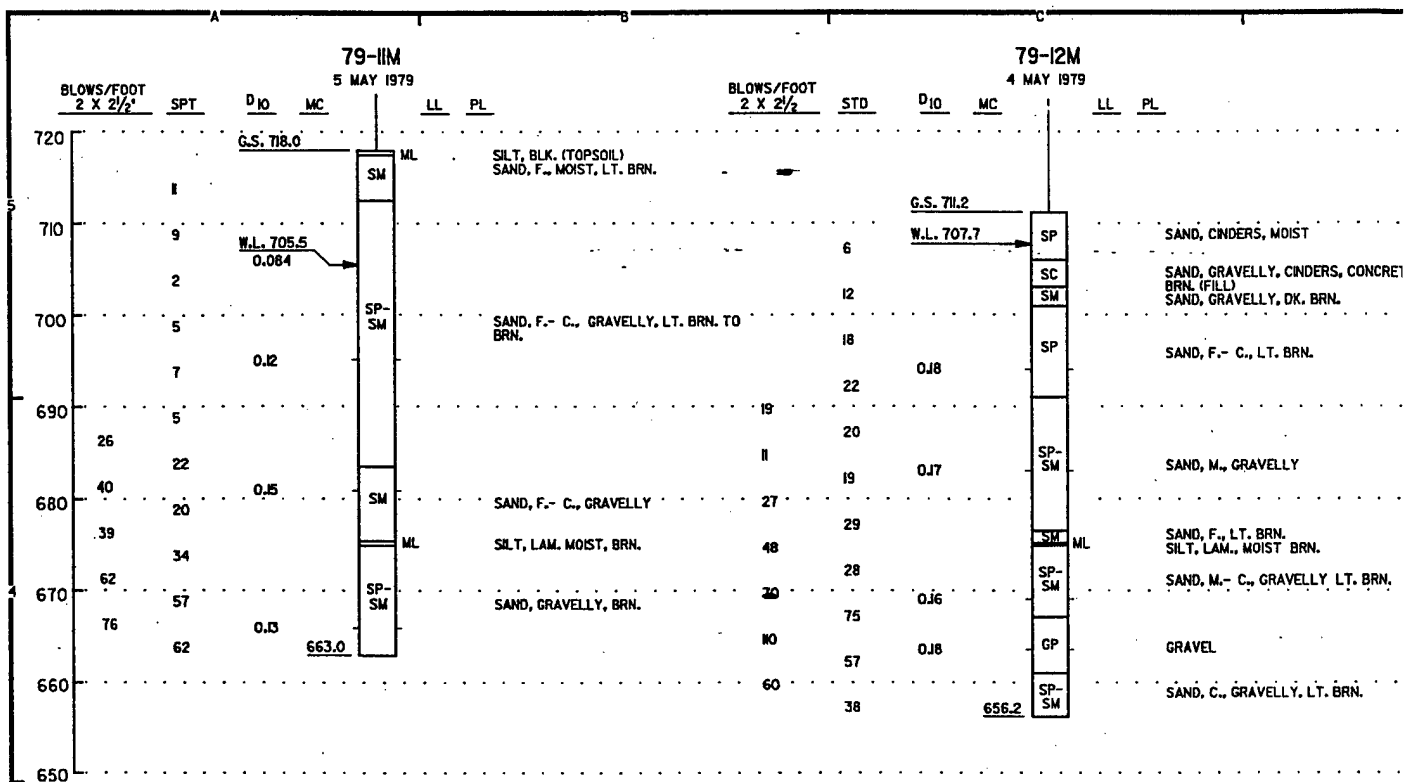 A B C
79-11M
5 MAY 1979
BLOWS/FOOT
2 X 2½" SPT D10 MC LL PL
79-12M
4 MAY 1979
BLOWS/FOOT
2 X 2½ STD D10 MC LL PL
720
710
700
690
680
670
660
650
5
4
G.S. 718.0
ML SILT, BLK. (TOPSOIL)
SM SAND, F., MOIST, LT. BRN.
11
9
W.L. 705.5
0.084
2
5
SP-
SM
SAND, F.- C., GRAVELLY, LT. BRN. TO
BRN.
0.12
7
5
26
22
40
0.15
SM
SAND, F.- C., GRAVELLY
20
39
ML SILT, LAM. MOIST, BRN.
34
62
57
SP-
SM
SAND, GRAVELLY, BRN.
76
0.13
62
663.0
G.S. 711.2
W.L. 707.7
SP SAND, CINDERS, MOIST
6
SC SAND, GRAVELLY, CINDERS, CONCRET
BRN. (FILL)
12
SM SAND, GRAVELLY, DK. BRN.
18
SP SAND, F.- C., LT. BRN.
0.18
22
19
20
11
SP-
SM
SAND, M., GRAVELLY
0.17
19
27
29
SM SAND, F., LT. BRN.
48
ML SILT, LAM., MOIST BRN.
28
SP-
SM
SAND, M.- C., GRAVELLY LT. BRN.
70
0.16
75
110
0.18
GP GRAVEL
57
60
SP-
SM
SAND, C., GRAVELLY, LT. BRN.
38
656.2